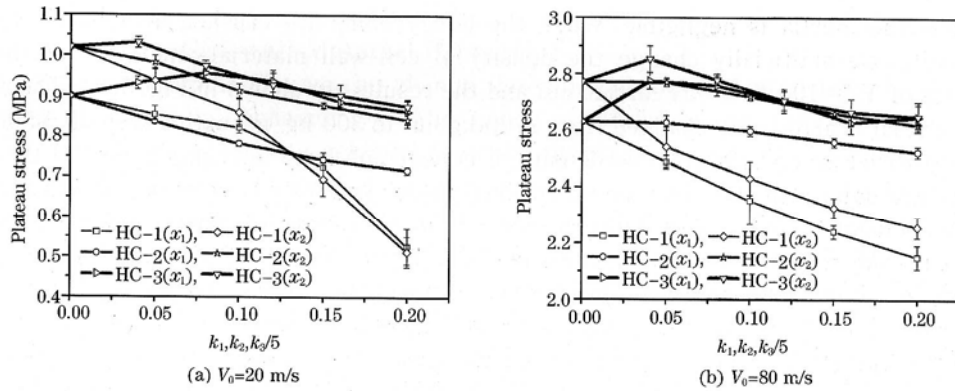 1.1
1.0
0.9
0.8
0.7
0.6
0.5
0.4
Plateau stress (MPa)
HC-1(x₁), HC-1(x₂)
HC-2(x₁), HC-2(x₂)
HC-3(x₁), HC-3(x₂)
0.00 0.05 0.10 0.15 0.20
k₁,k₂,k₃/5
(a) V₀=20 m/s
3.0
2.8
2.6
2.4
2.2
2.0
Plateau stress (MPa)
HC-1(x₁), HC-1(x₂)
HC-2(x₁), HC-2(x₂)
HC-3(x₁), HC-3(x₂)
0.00 0.05 0.10 0.15 0.20
k₁,k₂,k₃/5
(b) V₀=80 m/s